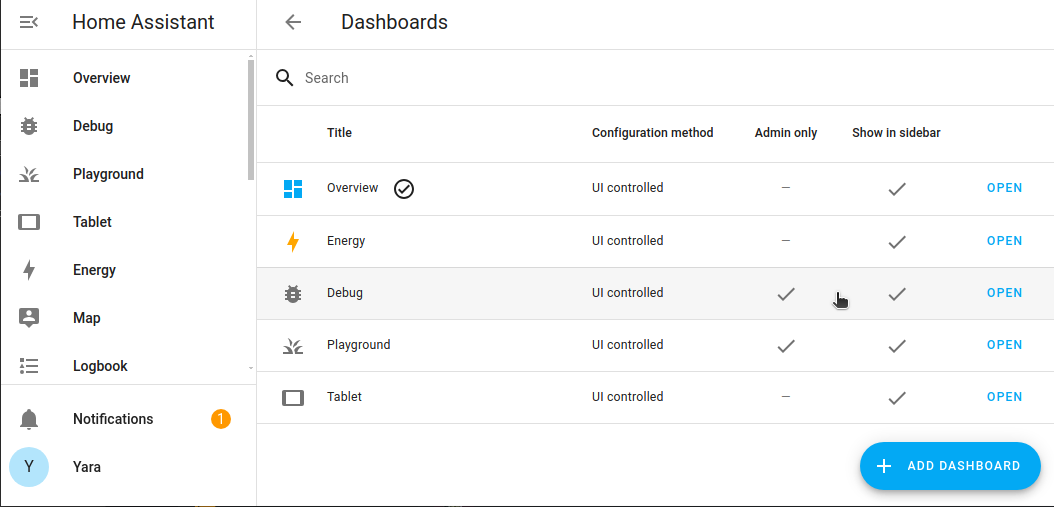 Home Assistant
Overview
Debug
Playground
Tablet
Energy
Map
Logbook
Notifications 1
Y Yara
Dashboards
Search
Title Configuration method Admin only Show in sidebar
Overview UI controlled – OPEN
Energy UI controlled – OPEN
Debug UI controlled OPEN
Playground UI controlled OPEN
Tablet UI controlled – OPEN
ADD DASHBOARD